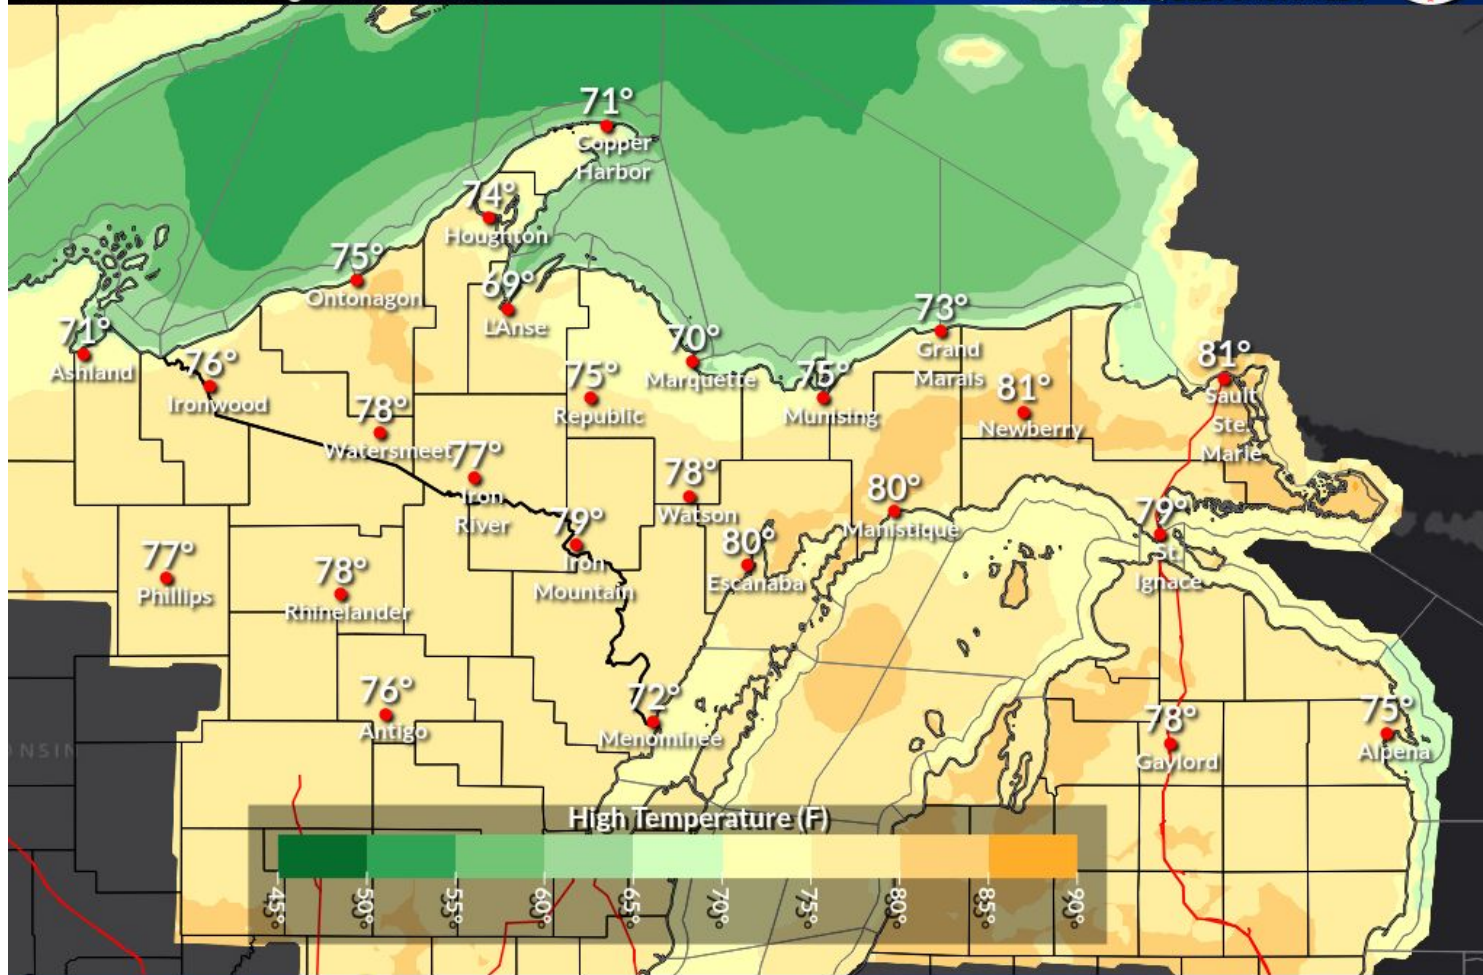 71°
Copper
Harbor
74°
Houghton
75°
Ontonagon
69°
L'Anse
71°
Ashland
76°
Ironwood
70°
Marquette
73°
Grand
Marais
75°
Republic
75°
Munising
81°
Newberry
81°
Sault
Ste.
Marie
78°
Watersmeet
77°
Iron
River
78°
Watson
80°
Manistique
79°
St.
Ignace
79°
Iron
Mountain
80°
Escanaba
77°
Phillips
78°
Rhinelander
76°
Antigo
72°
Menominee
78°
Gaylord
75°
Alpena
ONSIN
High Temperature (F)
45° 50° 55° 60° 65° 70° 75° 80° 85° 90°